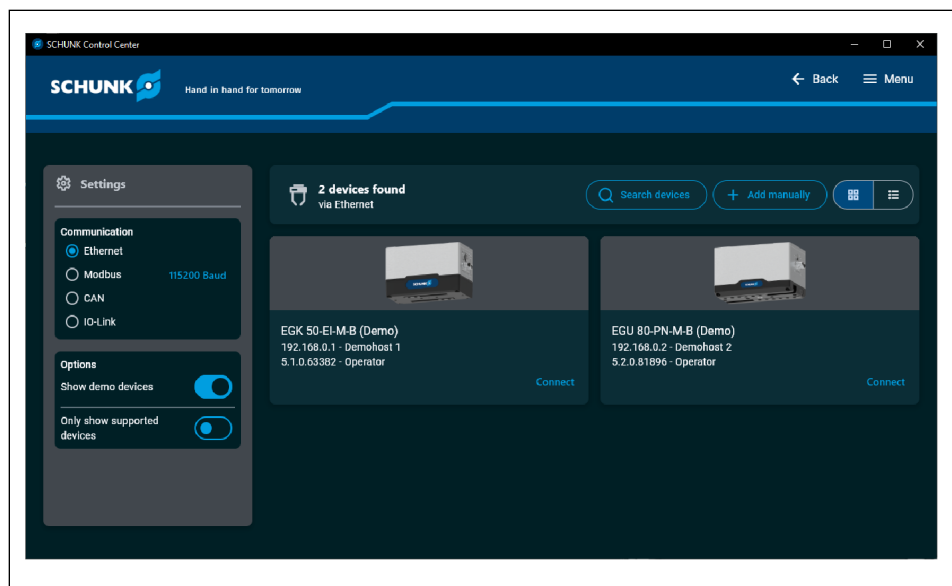 SCHUNK Control Center
SCHUNK
Hand in hand for tomorrow
Back
Menu
Settings
Communication
Ethernet
Modbus
115200 Baud
CAN
IO-Link
Options
Show demo devices
Only show supported
devices
2 devices found
via Ethernet
Search devices
Add manually
EGK 50-EI-M-B (Demo)
192.168.0.1 - Demohost 1
5.1.0.63382 - Operator
Connect
EGU 80-PN-M-B (Demo)
192.168.0.2 - Demohost 2
5.2.0.81896 - Operator
Connect